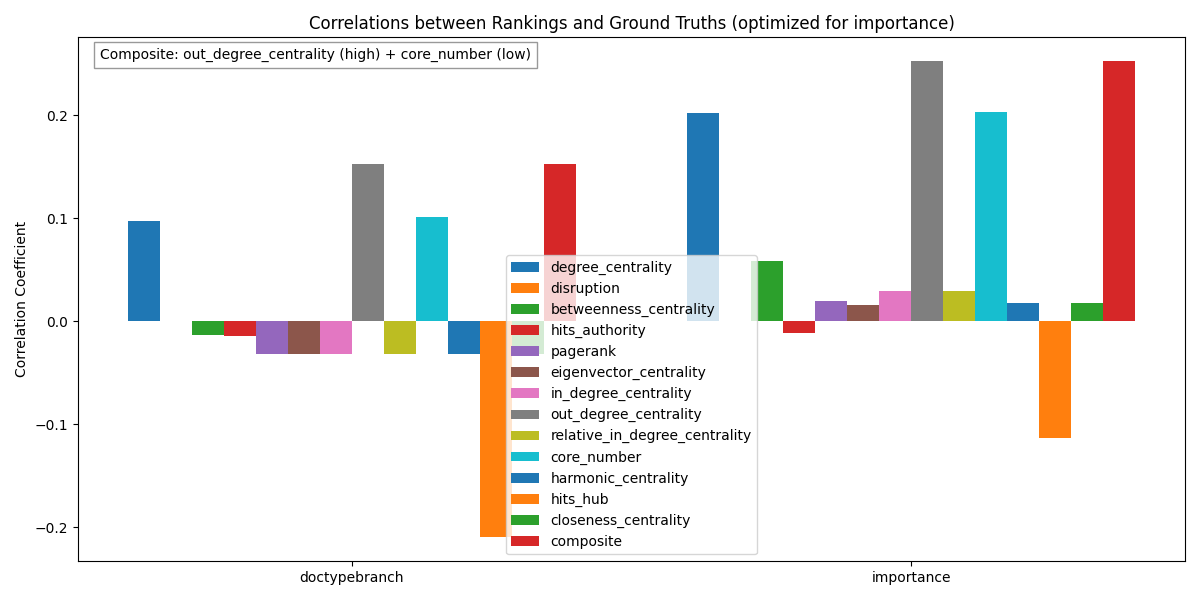 Correlations between Rankings and Ground Truths (optimized for importance)
Composite: out_degree_centrality (high) + core_number (low)
Correlation Coefficient
0.2
0.1
0.0
−0.1
−0.2
degree_centrality
disruption
betweenness_centrality
hits_authority
pagerank
eigenvector_centrality
in_degree_centrality
out_degree_centrality
relative_in_degree_centrality
core_number
harmonic_centrality
hits_hub
closeness_centrality
composite
doctypebranch
importance